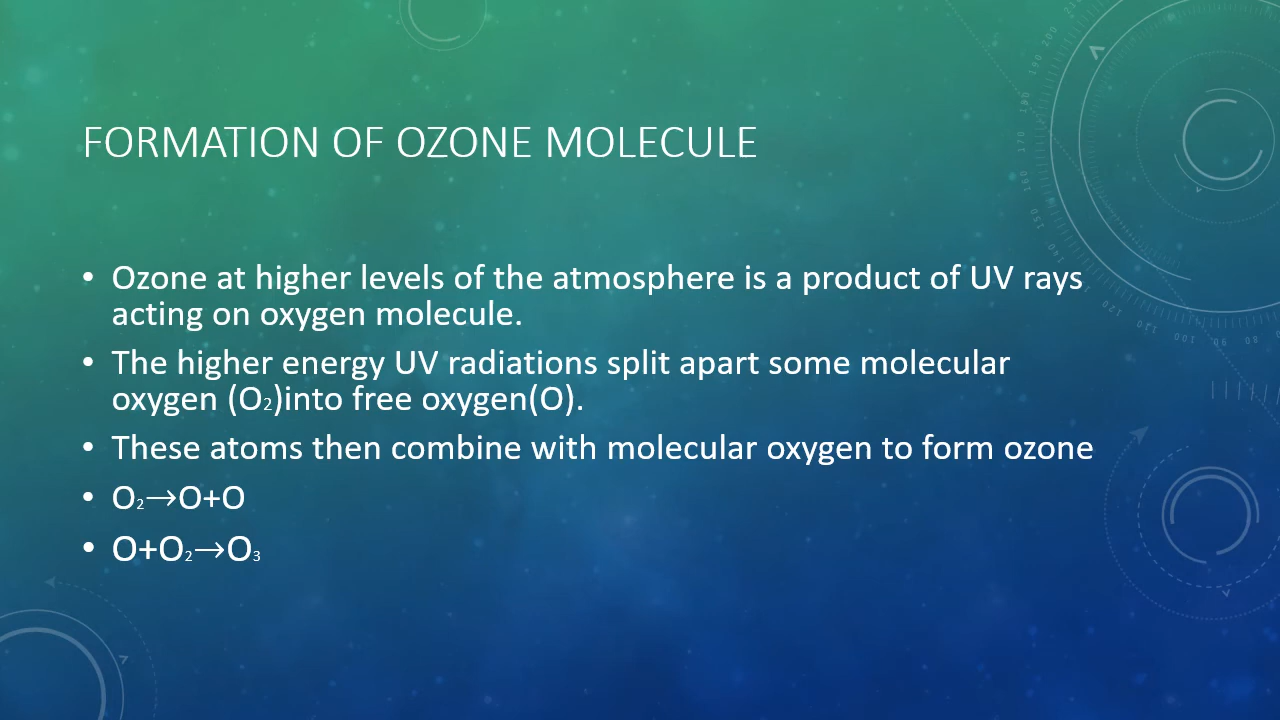 FORMATION OF OZONE MOLECULE
• Ozone at higher levels of the atmosphere is a product of UV rays
acting on oxygen molecule.
• The higher energy UV radiations split apart some molecular
oxygen (O₂)into free oxygen(O).
• These atoms then combine with molecular oxygen to form ozone
• O₂→O+O
• O+O₂→O₃